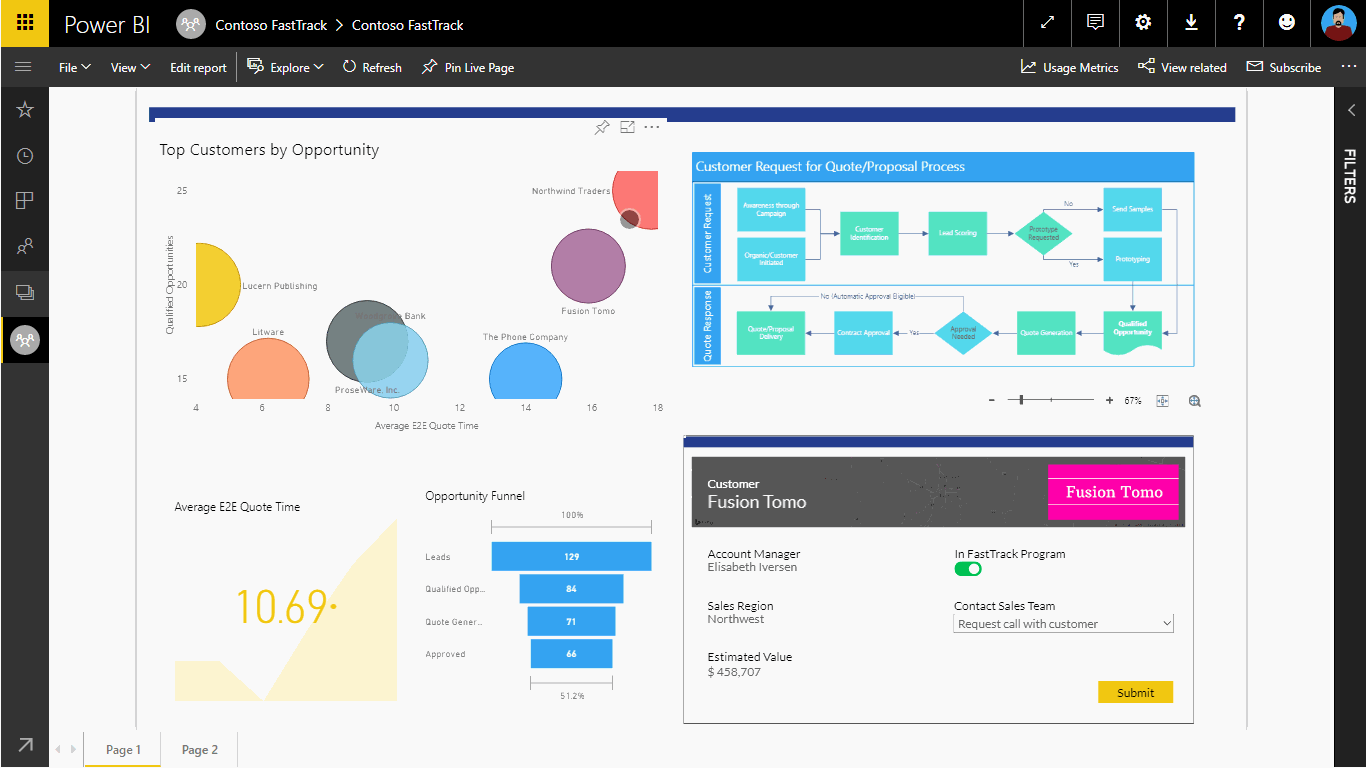 Power BI
Contoso FastTrack > Contoso FastTrack
File
View
Edit report
Explore
Refresh
Pin Live Page
Usage Metrics
View related
Subscribe
FILTERS
Top Customers by Opportunity
25
20
15
Qualified Opportunities
4
6
8
10
12
14
16
18
Average E2E Quote Time
Northwind Traders
Fusion Tomo
Lucern Publishing
Litware
Bank
ProseWare, Inc.
The Phone Company
Customer Request for Quote/Proposal Process
Customer Request
Awareness through
Campaign
Organic/Customer
Initiated
Customer
Identification
Lead Scoring
Prototype
Requested
No
Yes
Send Samples
Prototyping
Quote Response
No (Automatic Approval Eligible)
Quote/Proposal
Delivery
Contract Approval
Yes
Approval
Needed
Quote Generation
Qualified
Opportunity
67%
Average E2E Quote Time
10.69
Opportunity Funnel
100%
Leads
129
Qualified Opp...
84
Quote Gener...
71
Approved
66
51.2%
Customer
Fusion Tomo
Fusion Tomo
Account Manager
Elisabeth Iversen
In FastTrack Program
Sales Region
Northwest
Contact Sales Team
Request call with customer
Estimated Value
$ 458,707
Submit
Page 1
Page 2